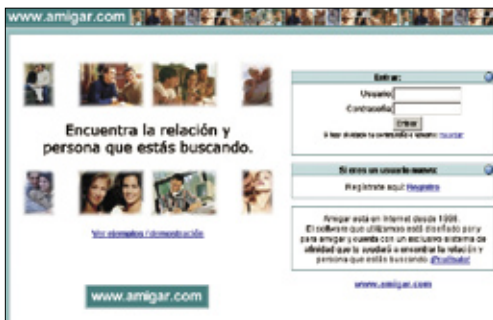 www.amigar.com
Encuentra la relación y
persona que estás buscando.
Ver ejemplos / demostración
www.amigar.com
Entrar:
Usuario:
Contraseña:
Entrar
Si eres un usuario nuevo:
Regístrate aquí: Registro
Amigar está en Internet desde
El software que utilizamos está diseñado por y
para amigar y cuenta con un exclusivo sistema de
afinidad que te ayudará a encontrar la relación y
persona que estás buscando. ¡Pruébalo!
www.amigar.com